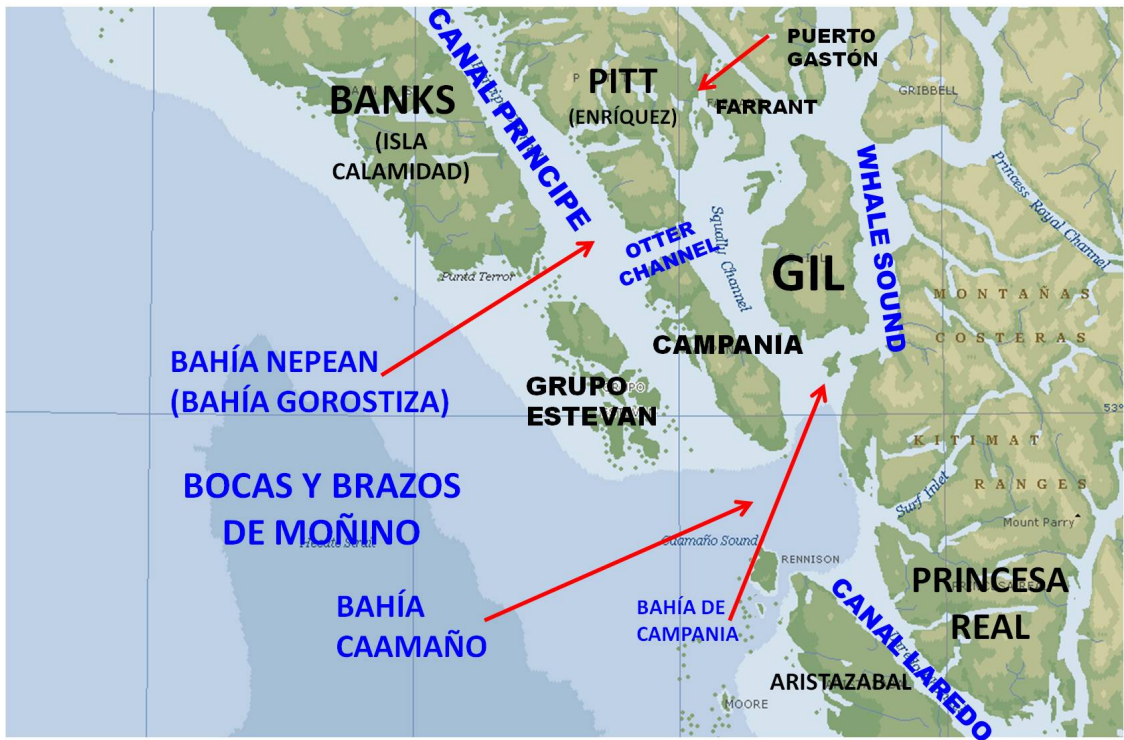 CANAL PRINCIPE
PUERTO
GASTÓN
BANKS
(ISLA
CALAMIDAD)
PITT
(ENRÍQUEZ)
FARRANT
GRIBBELL
WHALE SOUND
Princess Royal Channel
OTTER
CHANNEL
Squally Channel
GIL
Punta Terror
MONTAÑAS
COSTERAS
BAHÍA NEPEAN
(BAHÍA GOROSTIZA)
CAMPANIA
GRUPO
ESTEVAN
53°
KITIMAT
RANGES
BOCAS Y BRAZOS
DE MOÑINO
Surf Inlet
Mount Parry
Caamaño Sound
RENNISON
PRINCESA
REAL
BAHÍA
CAAMAÑO
BAHÍA DE
CAMPANIA
CANAL LAREDO
ARISTAZABAL
MOORE